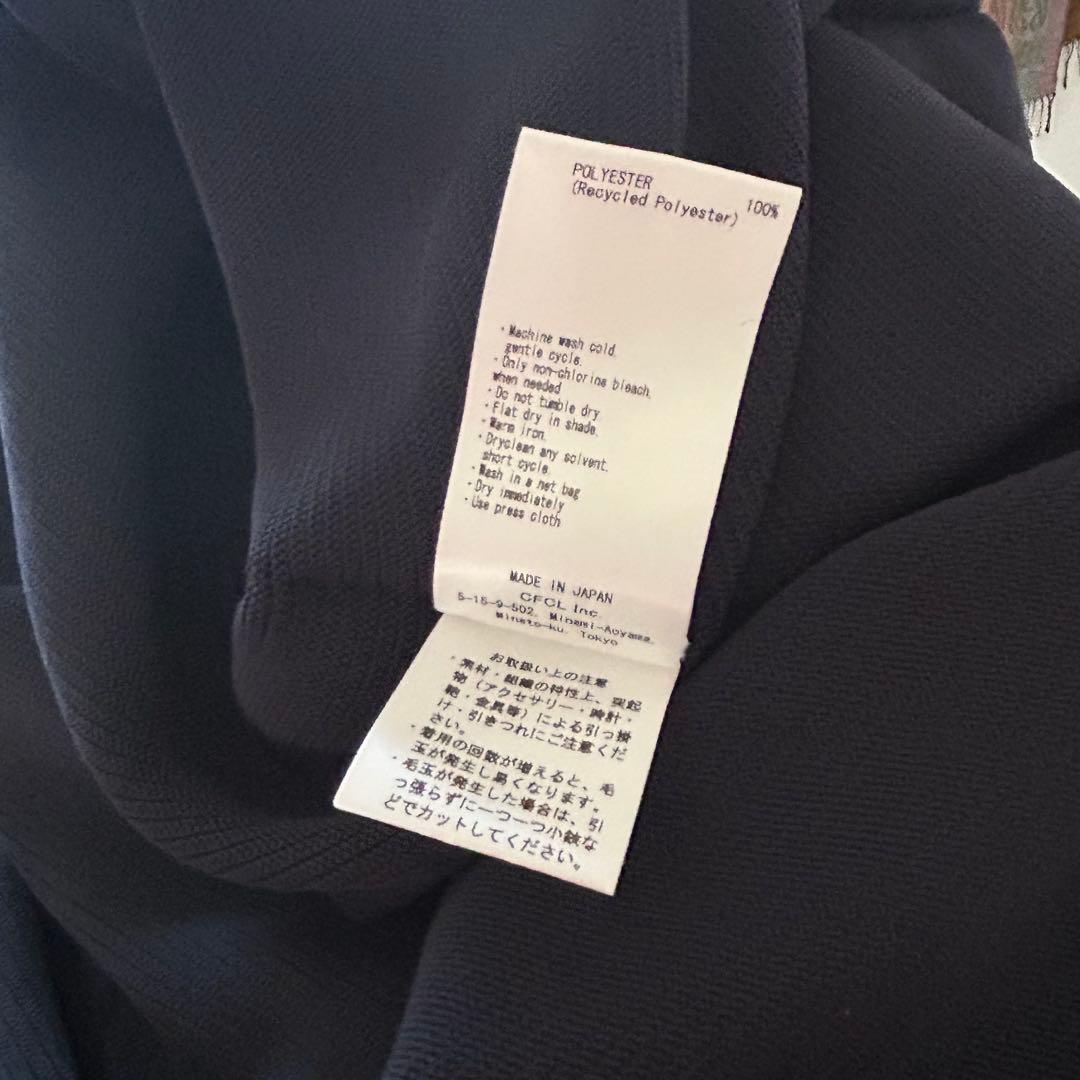 POLYESTER 100%
(Recycled Polyester)
・Machine wash cold.
gentle cycle.
・Only non-chlorine bleach,
when needed
・Do not tumble dry
・Flat dry in shade.
・Warm iron.
・Dryclean any solvent.
short cycle.
・Wash in a net bag
・Dry immediately
・Use press cloth
MADE IN JAPAN
CFCL Inc.
5-15-9-502, Minami-Aoyama,
Minato-ku, Tokyo
お取扱い上の注意
・素材・組織の特性上、突起
物（アクセサリー・時計・
鞄・金具等）による引っ掛
け・引きつれにご注意くだ
さい。
・着用の回数が増えると、毛
玉が発生し易くなります。
・毛玉が発生した場合は、引
っ張らずに一つ一つ小鋏な
どでカットしてください。